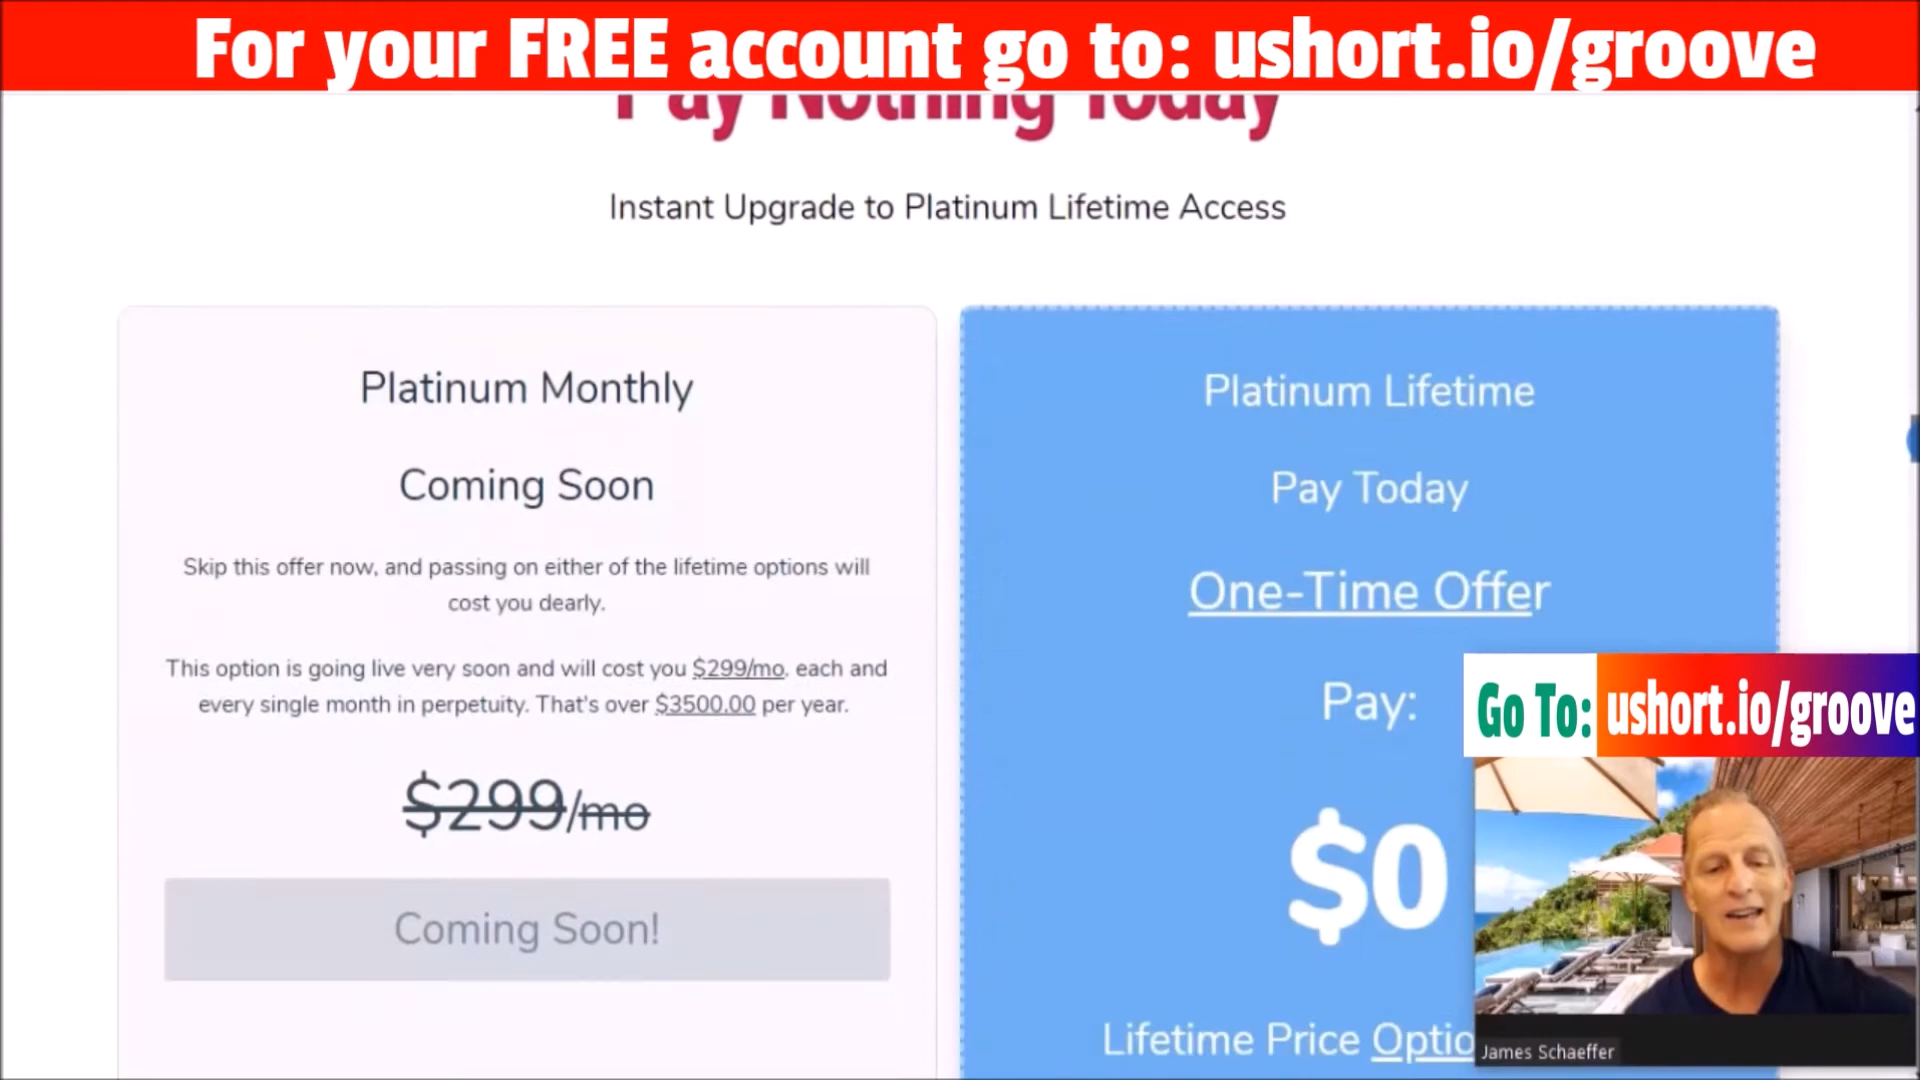 For your FREE account go to: ushort.io/groove
Pay Nothing Today
Instant Upgrade to Platinum Lifetime Access
Platinum Monthly
Coming Soon
Skip this offer now, and passing on either of the lifetime options will
cost you dearly.
This option is going live very soon and will cost you $299/mo, each and
every single month in perpetuity. That's over $3500.00 per year.
$299/mo
Coming Soon!
Platinum Lifetime
Pay Today
One-Time Offer
Pay:
$0
Lifetime Price Optio
Go To: ushort.io/groove
James Schaeffer